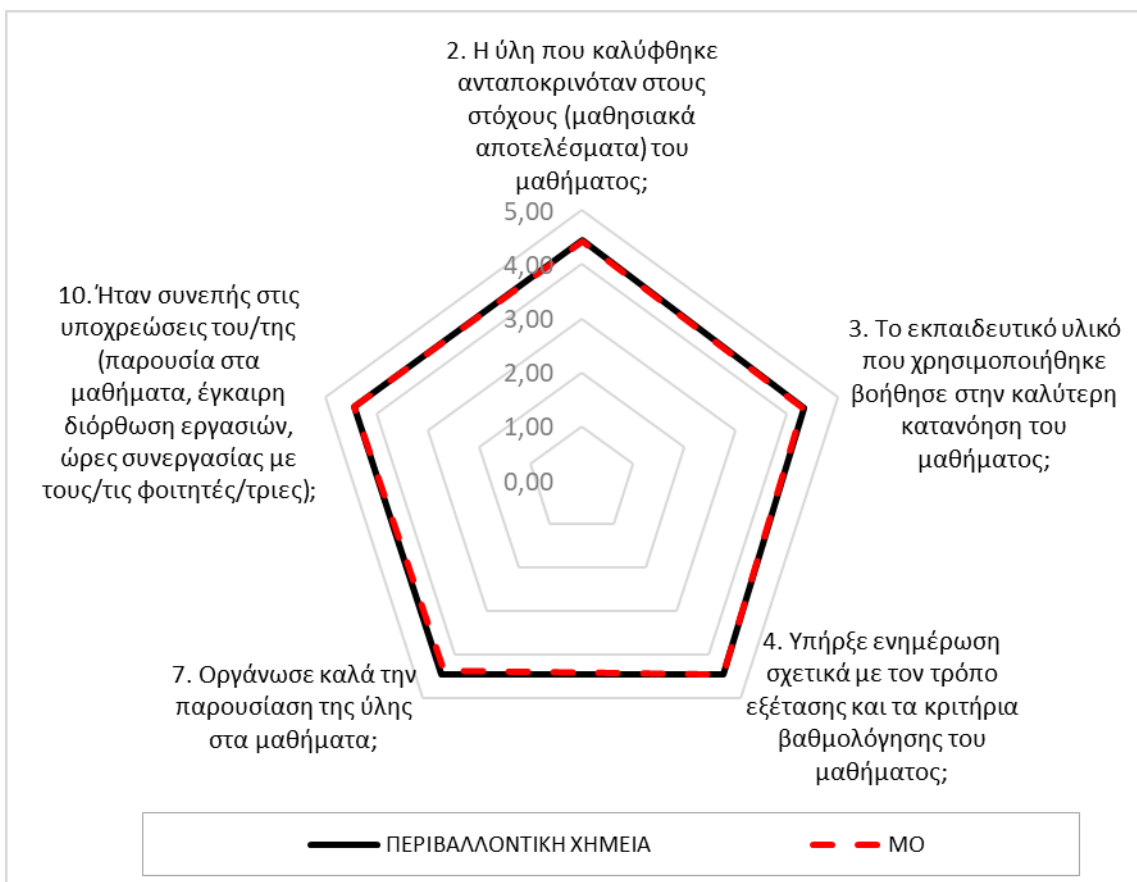 2. Η ύλη που καλύφθηκε
ανταποκρινόταν στους
στόχους (μαθησιακά
αποτελέσματα) του
μαθήματος;
5,00
4,00
3,00
2,00
1,00
0,00
3. Το εκπαιδευτικό υλικό
που χρησιμοποιήθηκε
βοήθησε στην καλύτερη
κατανόηση του
μαθήματος;
4. Υπήρξε ενημέρωση
σχετικά με τον τρόπο
εξέτασης και τα κριτήρια
βαθμολόγησης του
μαθήματος;
7. Οργάνωσε καλά την
παρουσίαση της ύλης
στα μαθήματα;
10. Ήταν συνεπής στις
υποχρεώσεις του/της
(παρουσία στα
μαθήματα, έγκαιρη
διόρθωση εργασιών,
ώρες συνεργασίας με
τους/τις φοιτητές/τριες);
ΠΕΡΙΒΑΛΛΟΝΤΙΚΗ ΧΗΜΕΙΑ
ΜΟ